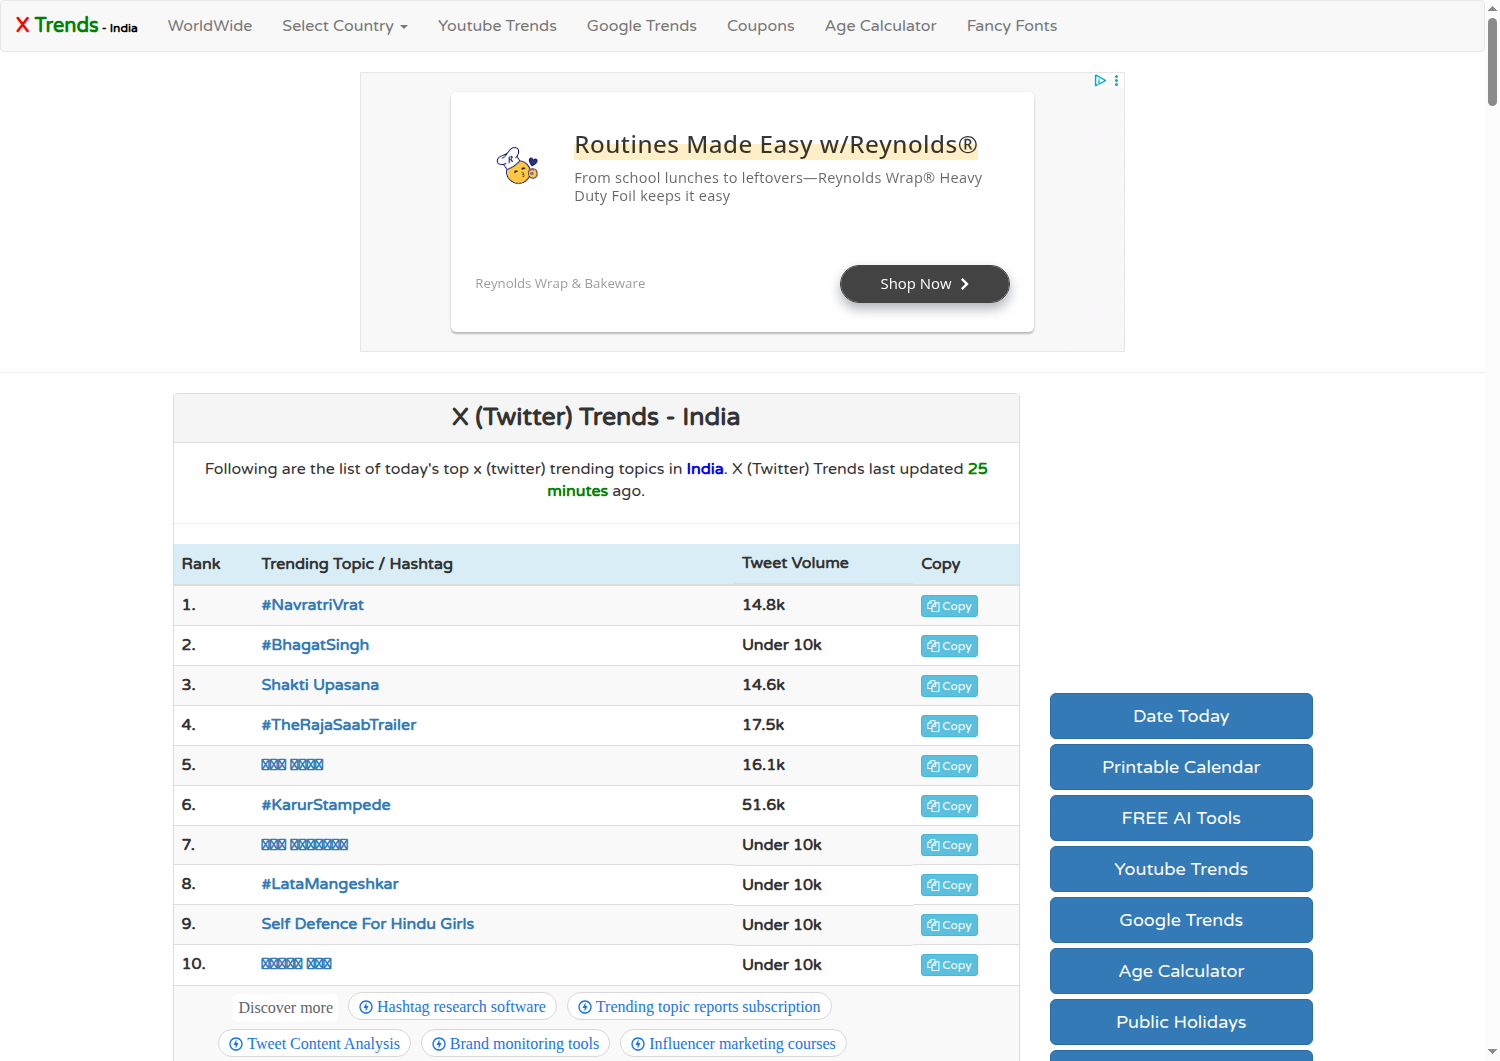 X Trends - India WorldWide Select Country Youtube Trends Google Trends Coupons Age Calculator Fancy Fonts
Routines Made Easy w/Reynolds®
From school lunches to leftovers—Reynolds Wrap® Heavy
Duty Foil keeps it easy
Reynolds Wrap & Bakeware
Shop Now
X (Twitter) Trends - India
Following are the list of today's top x (twitter) trending topics in India. X (Twitter) Trends last updated 25
minutes ago.
Rank Trending Topic / Hashtag Tweet Volume Copy
1. #NavratriVrat 14.8k Copy
2. #BhagatSingh Under 10k Copy
3. Shakti Upasana 14.6k Copy
4. #TheRajaSaabTrailer 17.5k Copy
5. 16.1k Copy
6. #KarurStampede 51.6k Copy
7. Under 10k Copy
8. #LataMangeshkar Under 10k Copy
9. Self Defence For Hindu Girls Under 10k Copy
10. Under 10k Copy
Discover more Hashtag research software Trending topic reports subscription
Tweet Content Analysis Brand monitoring tools Influencer marketing courses
Date Today
Printable Calendar
FREE AI Tools
Youtube Trends
Google Trends
Age Calculator
Public Holidays